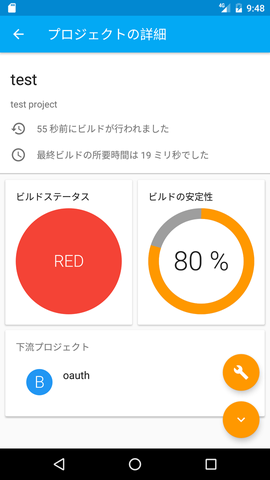 4G 9:48
プロジェクトの詳細
test
test project
55 秒前にビルドが行われました
最終ビルドの所要時間は 19 ミリ秒でした
ビルドステータス
ビルドの安定性
RED
80 %
下流プロジェクト
B
oauth